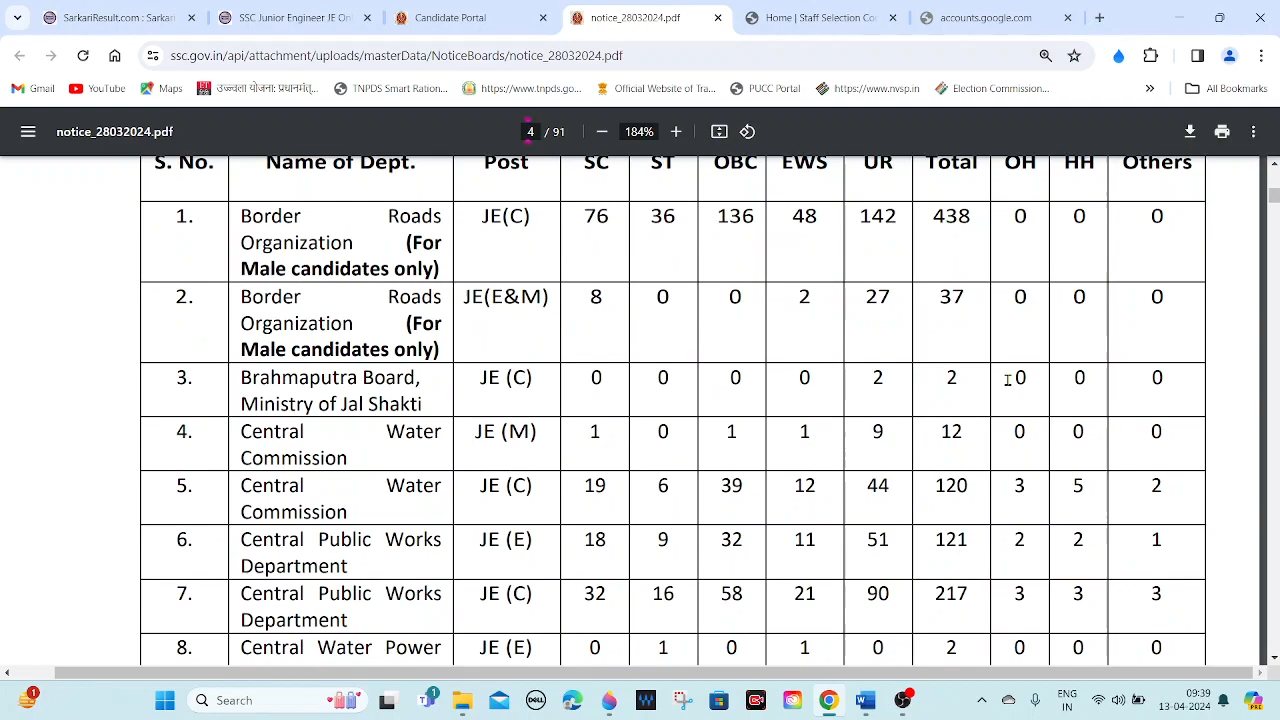 SarkariResult.com : Sarkari
SSC Junior Engineer JE Onl
Candidate Portal
notice_28032024.pdf
Home | Staff Selection Co
accounts.google.com
ssc.gov.in/api/attachment/uploads/masterData/NoticeBoards/notice_28032024.pdf
Gmail
YouTube
Maps
TNPDS Smart Ration...
https://www.tnpds.go...
Official Website of Tra...
PUCC Portal
https://www.nvsp.in
Election Commission...
»
All Bookmarks
notice_28032024.pdf
4 / 91
184%
S. No. Name of Dept. Post SC ST OBC EWS UR Total OH HH Others
1. Border Roads JE(C) 76 36 136 48 142 438 0 0 0
Organization (For
Male candidates only)
2. Border Roads JE(E&M) 8 0 0 2 27 37 0 0 0
Organization (For
Male candidates only)
3. Brahmaputra Board, JE (C) 0 0 0 0 2 2 0 0 0
Ministry of Jal Shakti
4. Central Water JE (M) 1 0 1 1 9 12 0 0 0
Commission
5. Central Water JE (C) 19 6 39 12 44 120 3 5 2
Commission
6. Central Public Works JE (E) 18 9 32 11 51 121 2 2 1
Department
7. Central Public Works JE (C) 32 16 58 21 90 217 3 3 3
Department
8. Central Water Power JE (E) 0 1 0 1 0 2 0 0 0
1
Search
1
DELL
W
ENG
IN
09:39
13-04-2024
PRE